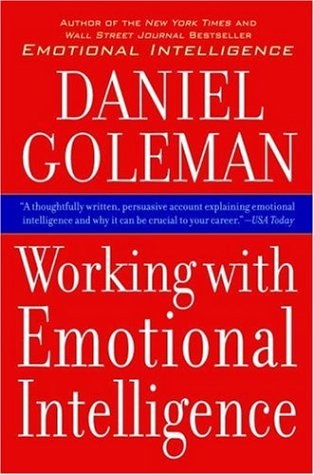 AUTHOR OF THE NEW YORK TIMES AND
WALL STREET JOURNAL BESTSELLER
EMOTIONAL INTELLIGENCE
DANIEL
GOLEMAN
“A thoughtfully written, persuasive account explaining emotional
intelligence and why it can be crucial to your career.”—USA Today
Working with
Emotional
Intelligence